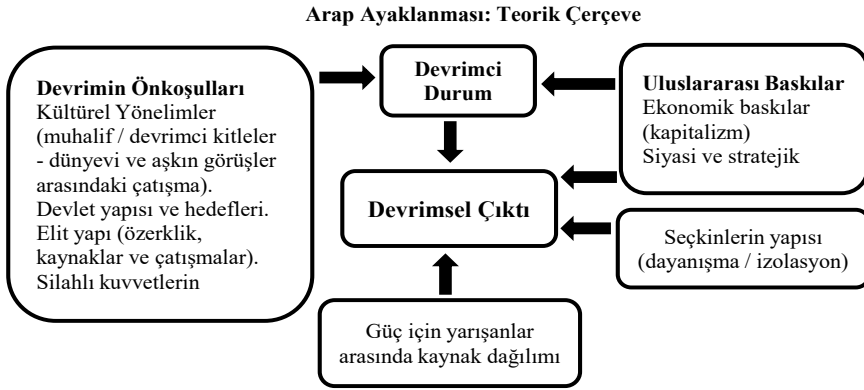 Arap Ayaklanması: Teorik Çerçeve
Devrimin Önkoşulları
Kültürel Yönelimler
(muhalif / devrimci kitleler
- dünyevi ve aşkın görüşler
arasındaki çatışma).
Devlet yapısı ve hedefleri.
Elit yapı (özerklik,
kaynaklar ve çatışmalar).
Silahlı kuvvetlerin
Devrimci
Durum
Uluslararası Baskılar
Ekonomik baskılar
(kapitalizm)
Siyasi ve stratejik
Devrimsel Çıktı
Seçkinlerin yapısı
(dayanışma / izolasyon)
Güç için yarışanlar
arasında kaynak dağılımı